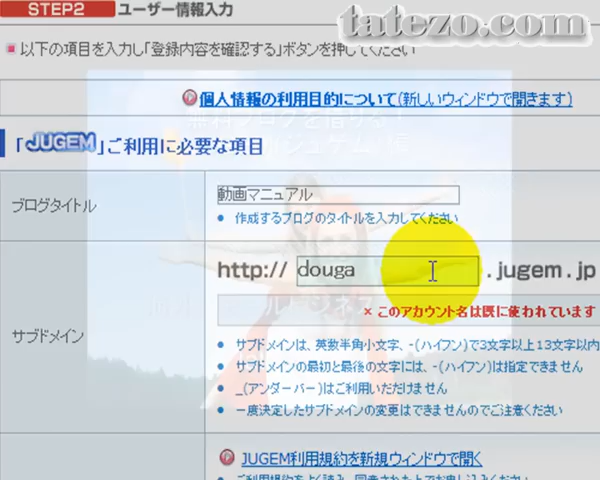 STEP2 ユーザー情報入力
tatezo.com
以下の項目を入力し「登録内容を確認する」ボタンを押してください
個人情報の利用目的について(新しいウィンドウで開きます)
「JUGEM」ご利用に必要な項目
ブログタイトル
動画マニュアル
作成するブログのタイトルを入力してください
サブドメイン
http:// douga .jugem.jp
× このアカウント名は既に使われています
サブドメインは、英数半角小文字、-(ハイフン)で3文字以上13文字以内
サブドメインの最初と最後の文字には、-(ハイフン)は指定できません
_(アンダーバー)はご利用いただけません
一度決定したサブドメインの変更はできませんのでご注意ください
JUGEM利用規約を新規ウィンドウで開く